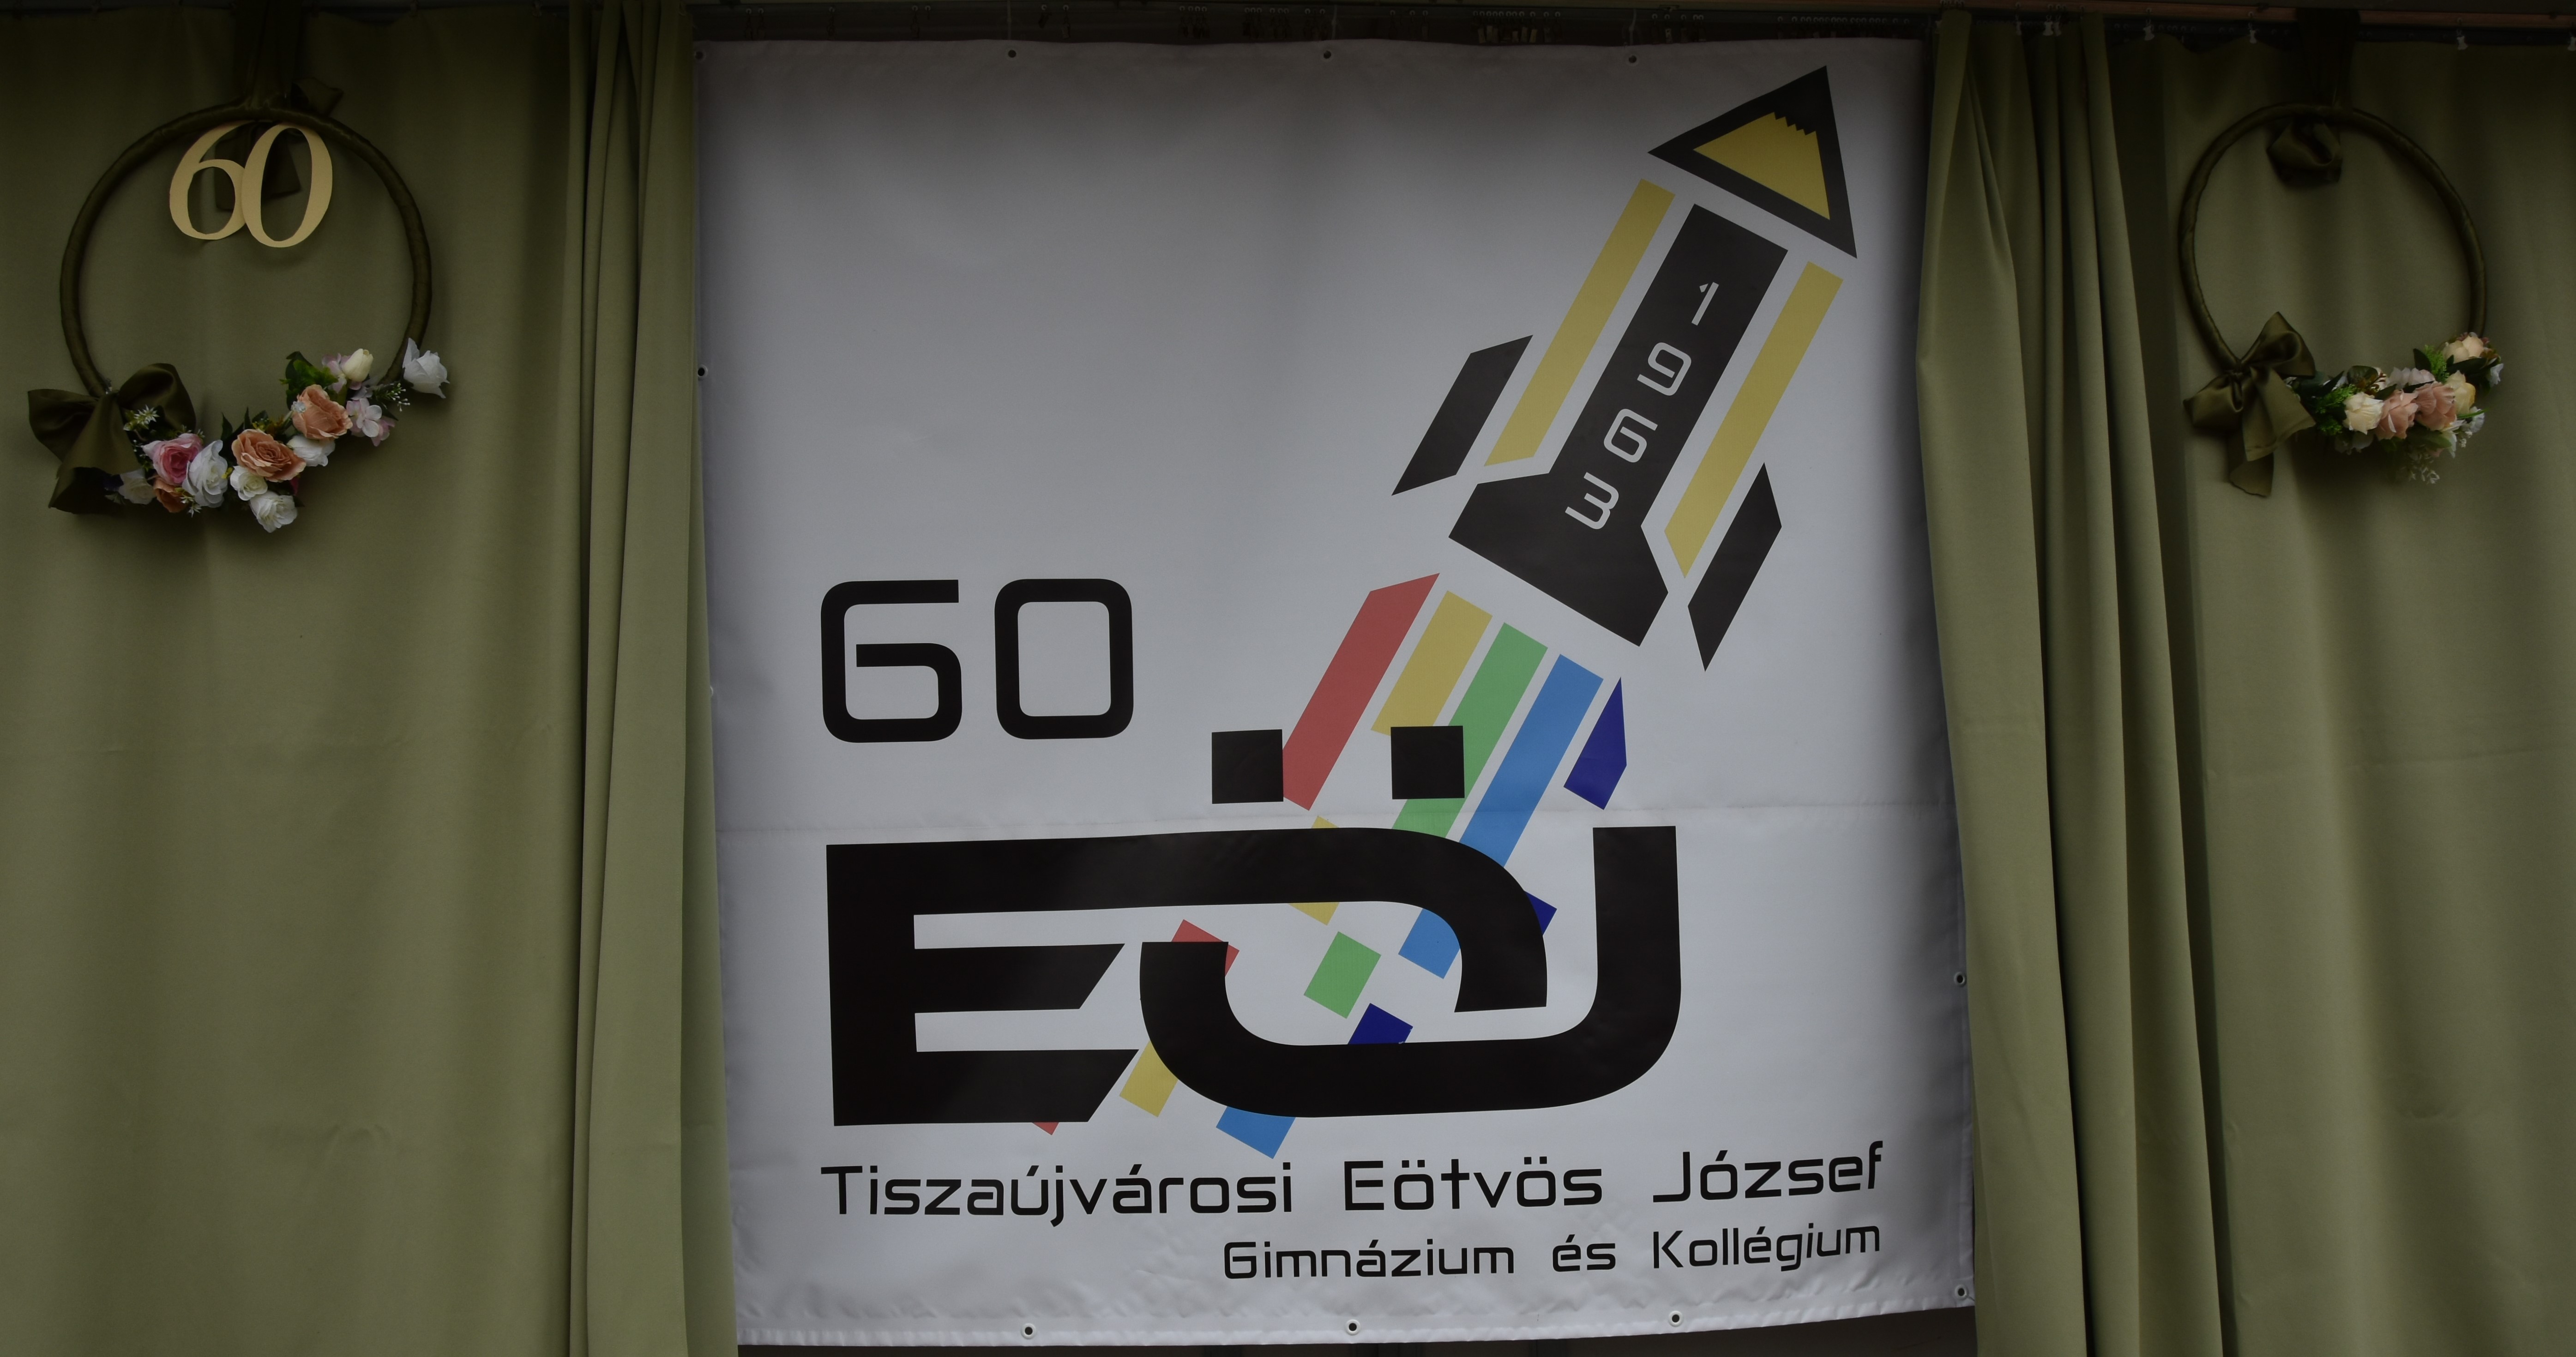 60
1963
60
EÖJ
Tiszaújvárosi Eötvös József
Gimnázium és Kollégium